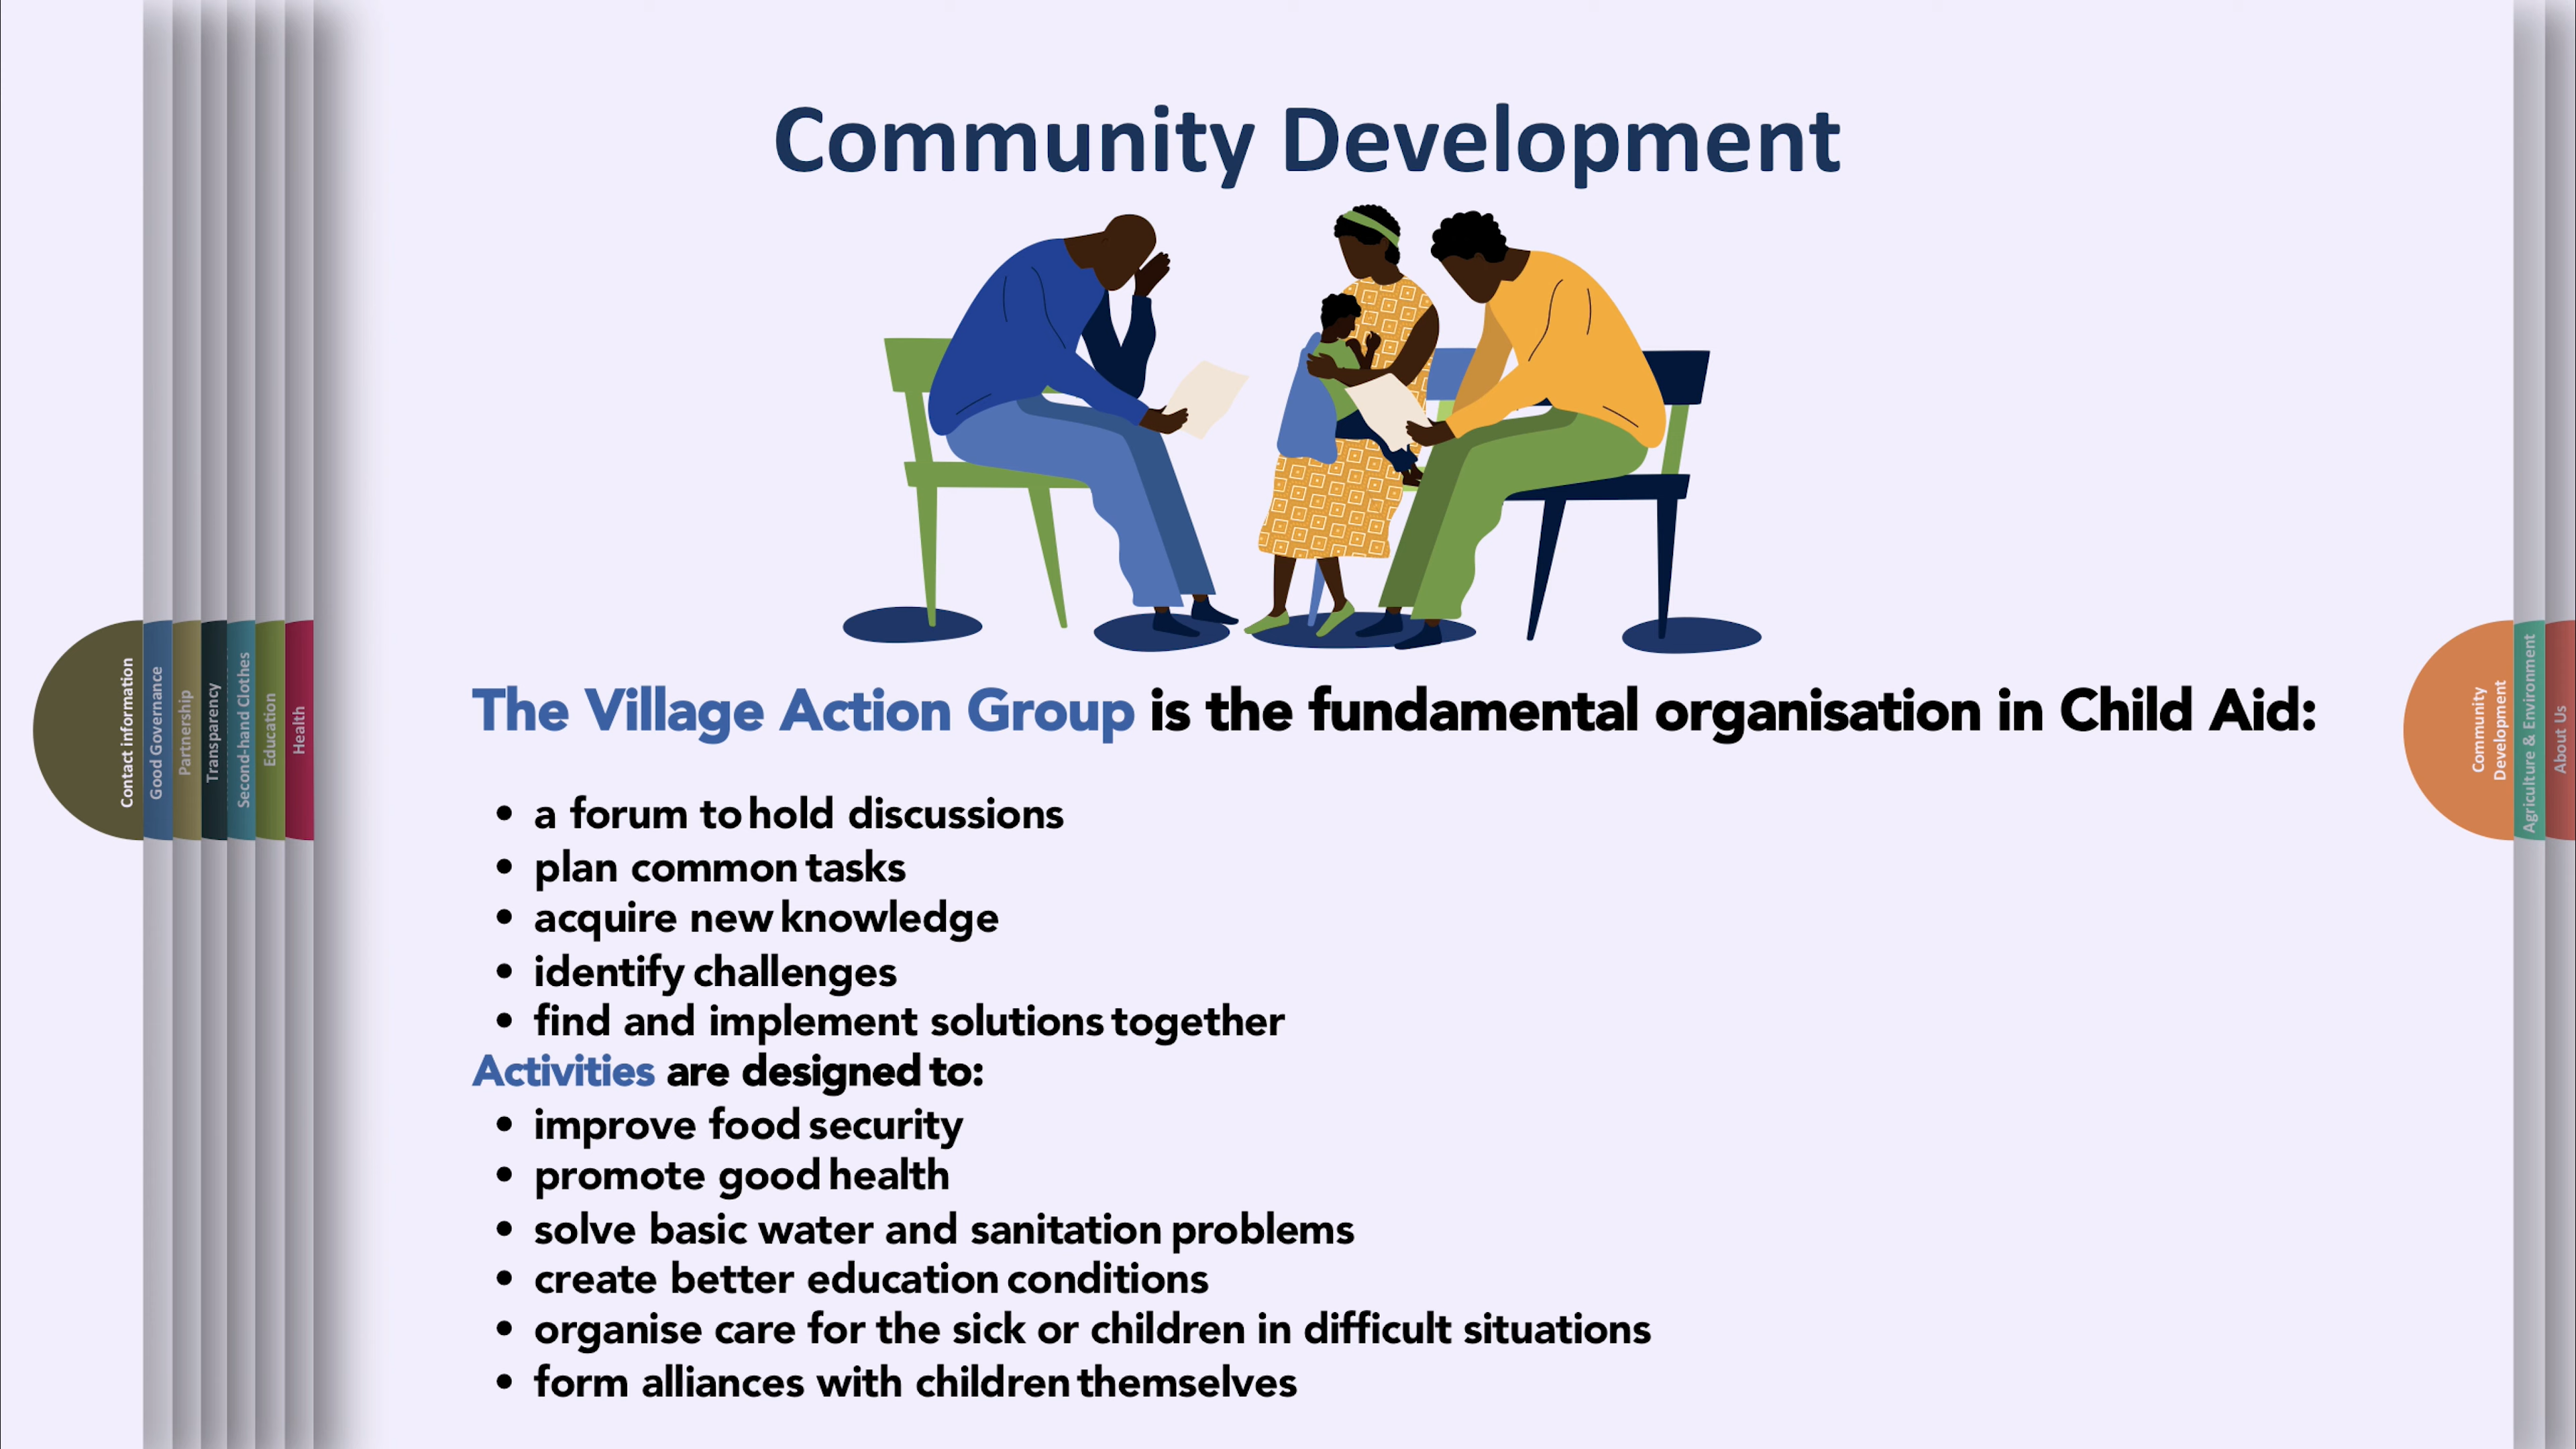 Community Development
The Village Action Group is the fundamental organisation in Child Aid:
• a forum to hold discussions
• plan common tasks
• acquire new knowledge
• identify challenges
• find and implement solutions together
Activities are designed to:
• improve food security
• promote good health
• solve basic water and sanitation problems
• create better education conditions
• organise care for the sick or children in difficult situations
• form alliances with children themselves
Contact information
Good Governance
Partnership
Transparency
Second-hand Clothes
Education
Health
Community
Development
Agriculture & Environment
About Us